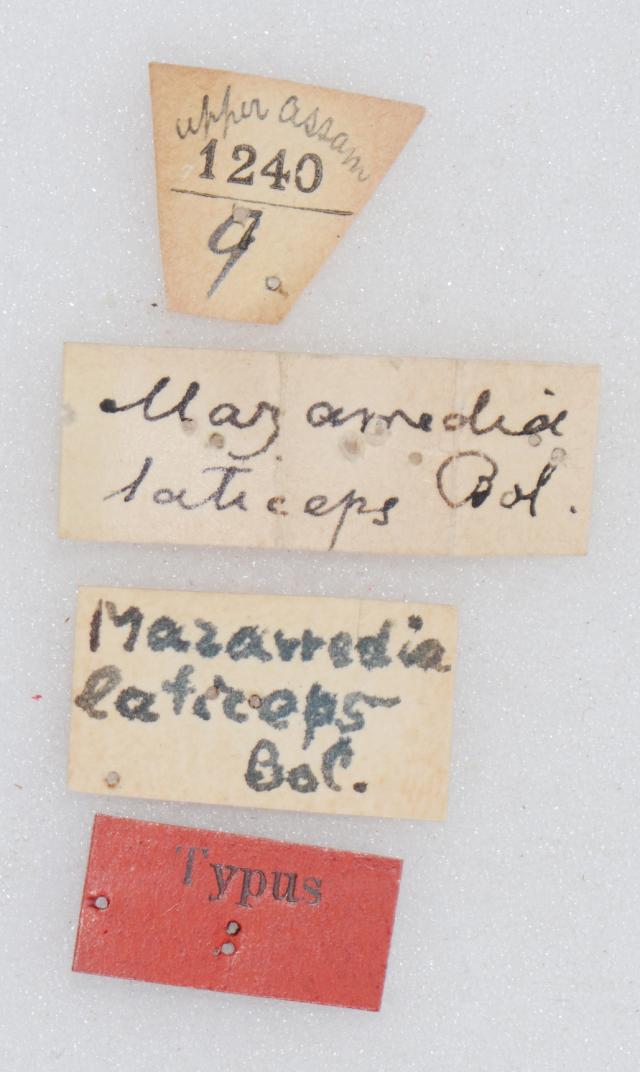 upper Assam
1240
9.
Mazarredia
laticeps Bol.
Mazarredia
laticeps
Bol.
Typus